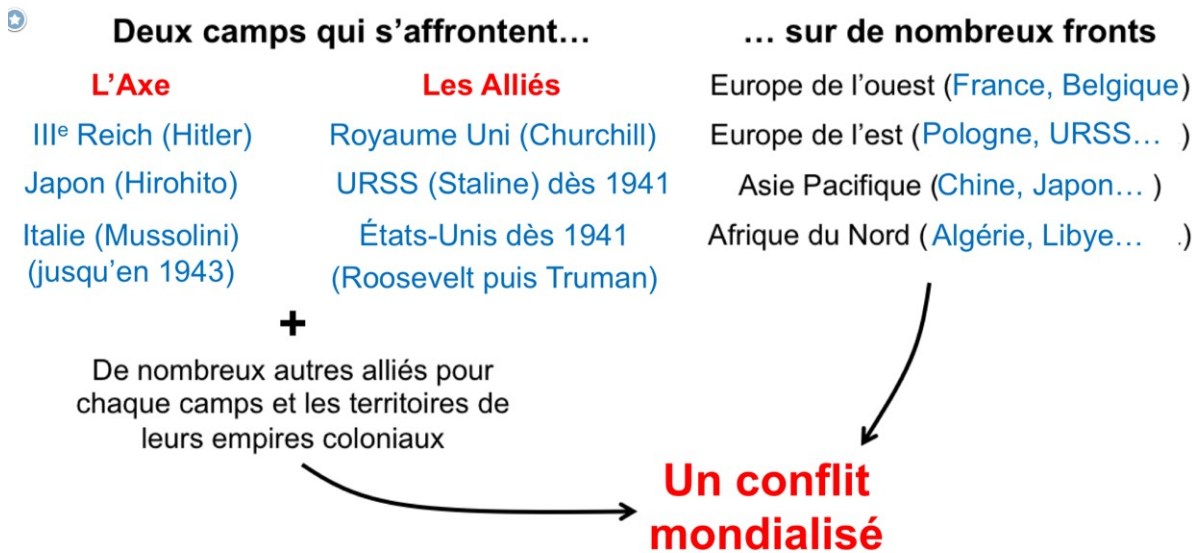 Deux camps qui s'affrontent…
L'Axe
Les Alliés
IIIᵉ Reich (Hitler)
Royaume Uni (Churchill)
Japon (Hirohito)
URSS (Staline) dès 1941
Italie (Mussolini)
(jusqu'en 1943)
États-Unis dès 1941
(Roosevelt puis Truman)
+
De nombreux autres alliés pour
chaque camps et les territoires de
leurs empires coloniaux
… sur de nombreux fronts
Europe de l'ouest (France, Belgique)
Europe de l'est (Pologne, URSS… )
Asie Pacifique (Chine, Japon… )
Afrique du Nord ( Algérie, Libye… .)
Un conflit
mondialisé